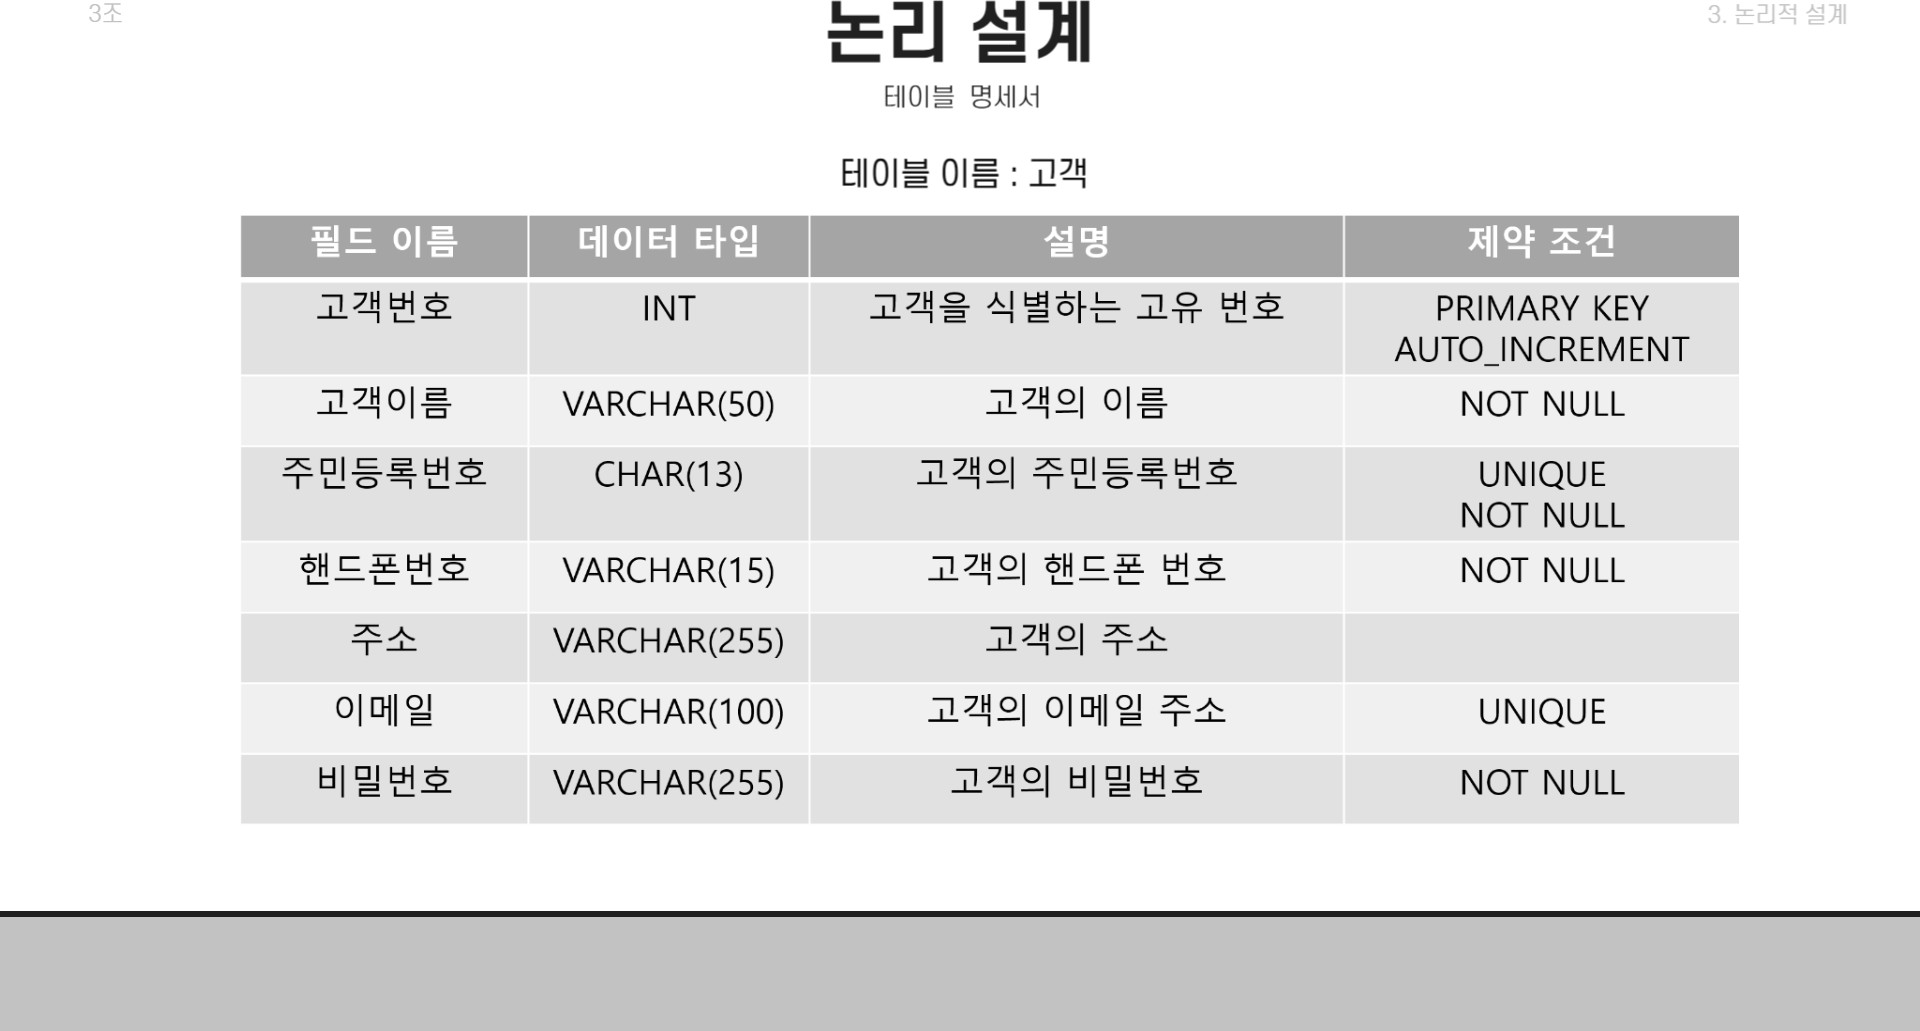 3조
3. 논리적 설계
논리 설계
테이블 명세서
테이블 이름 : 고객
필드 이름 데이터 타입 설명 제약 조건
고객번호 INT 고객을 식별하는 고유 번호 PRIMARY KEY
AUTO_INCREMENT
고객이름 VARCHAR(50) 고객의 이름 NOT NULL
주민등록번호 CHAR(13) 고객의 주민등록번호 UNIQUE
NOT NULL
핸드폰번호 VARCHAR(15) 고객의 핸드폰 번호 NOT NULL
주소 VARCHAR(255) 고객의 주소
이메일 VARCHAR(100) 고객의 이메일 주소 UNIQUE
비밀번호 VARCHAR(255) 고객의 비밀번호 NOT NULL